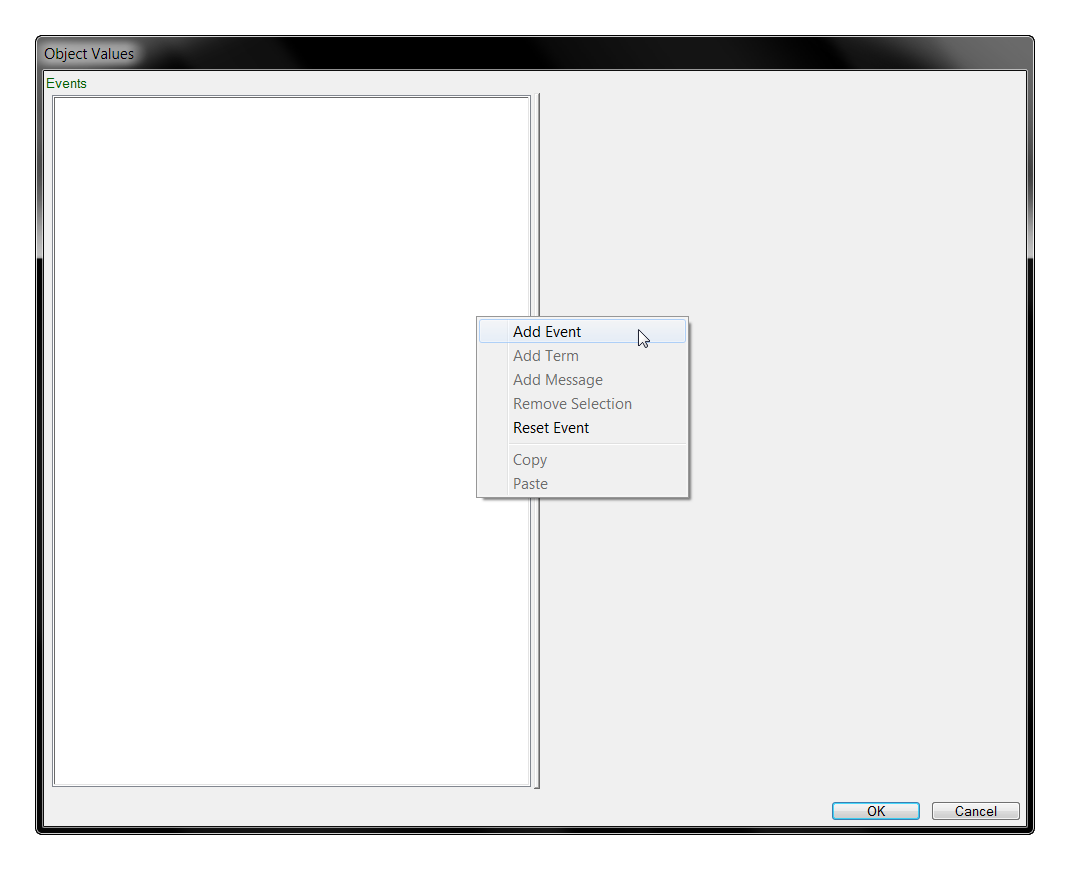 Object Values
Events
Add Event
Add Term
Add Message
Remove Selection
Reset Event
Copy
Paste
OK
Cancel